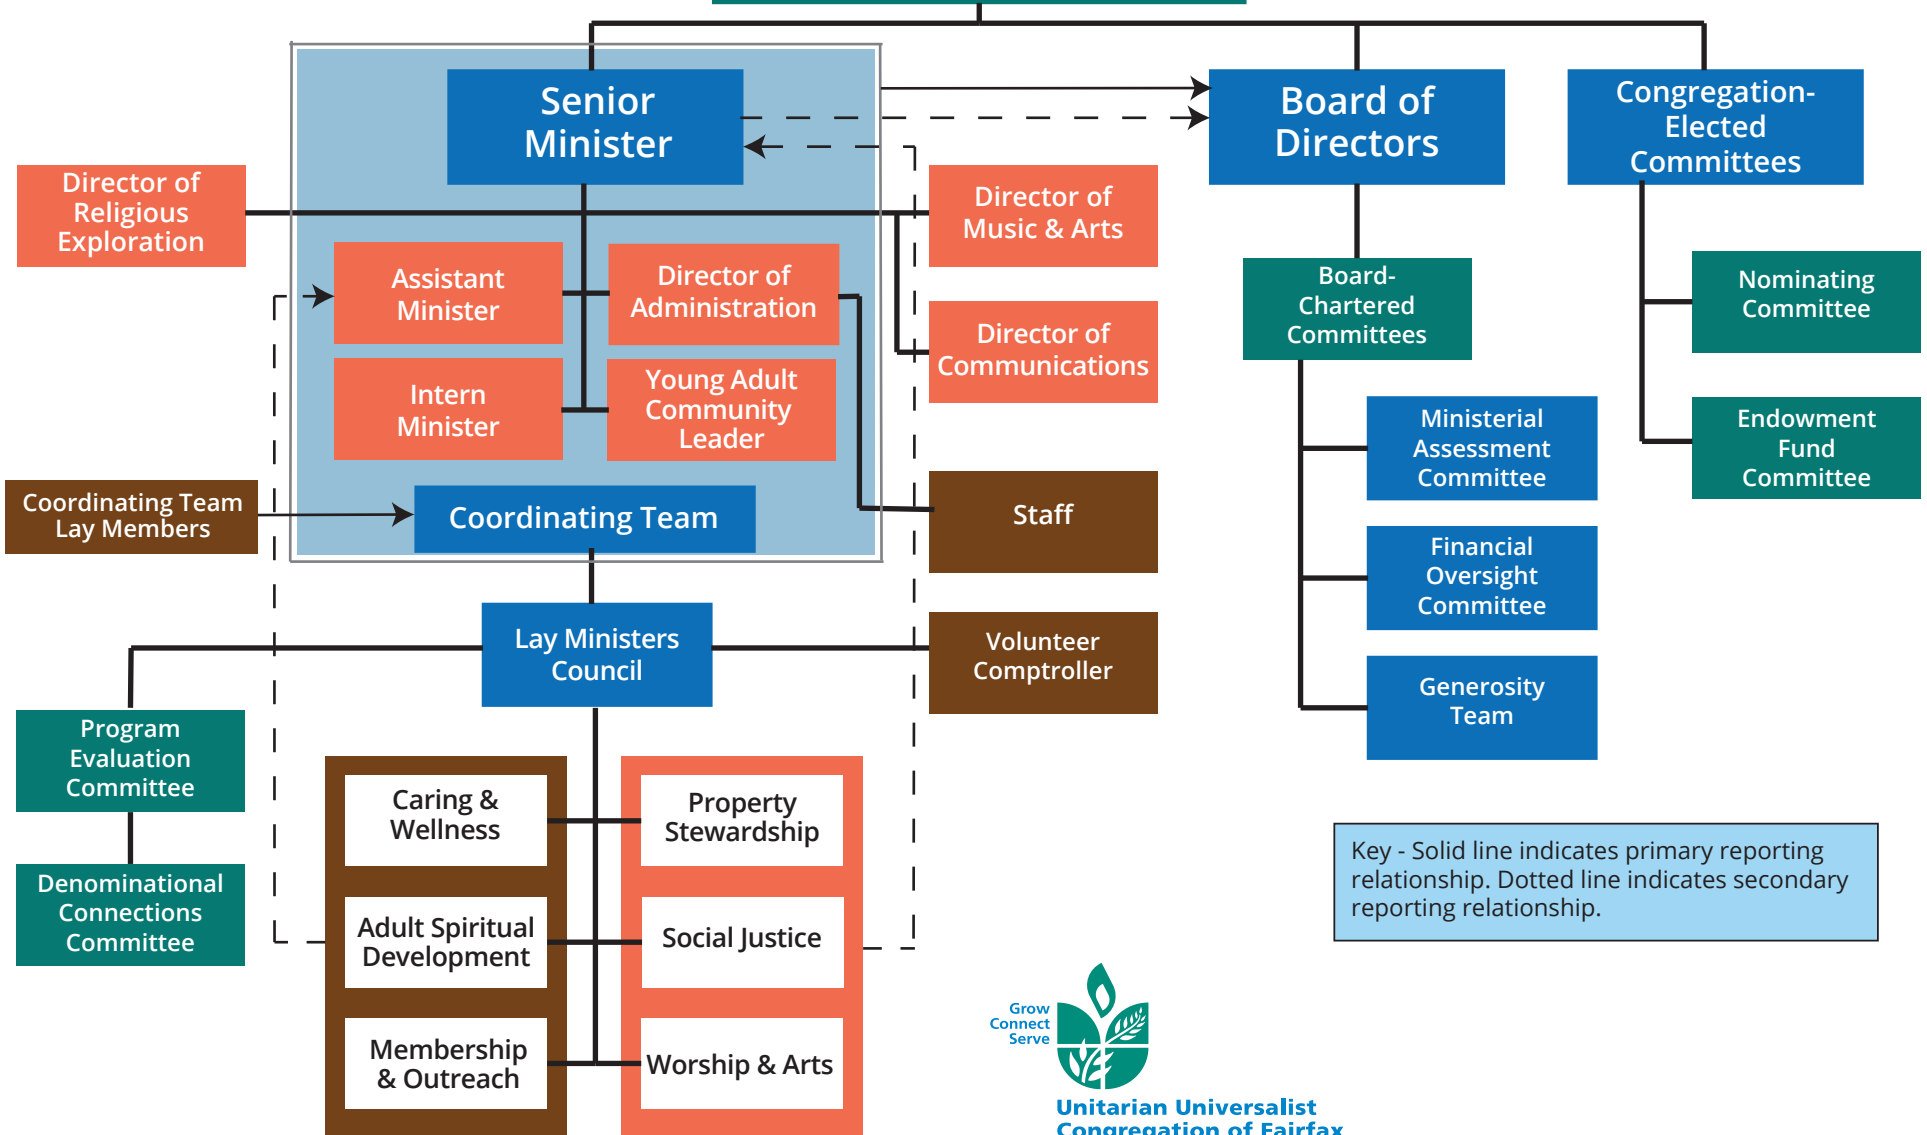 Senior
Minister
Board of
Directors
Congregation-
Elected
Committees
Director of
Religious
Exploration
Director of
Music & Arts
Assistant
Minister
Director of
Administration
Board-
Chartered
Committees
Nominating
Committee
Director of
Communications
Intern
Minister
Young Adult
Community
Leader
Ministerial
Assessment
Committee
Endowment
Fund
Committee
Coordinating Team
Lay Members
Coordinating Team
Staff
Financial
Oversight
Committee
Lay Ministers
Council
Volunteer
Comptroller
Generosity
Team
Program
Evaluation
Committee
Caring &
Wellness
Property
Stewardship
Denominational
Connections
Committee
Adult Spiritual
Development
Social Justice
Membership
& Outreach
Worship & Arts
Key - Solid line indicates primary reporting
relationship. Dotted line indicates secondary
reporting relationship.
Grow
Connect
Serve
Unitarian Universalist
Congregation of Fairfax